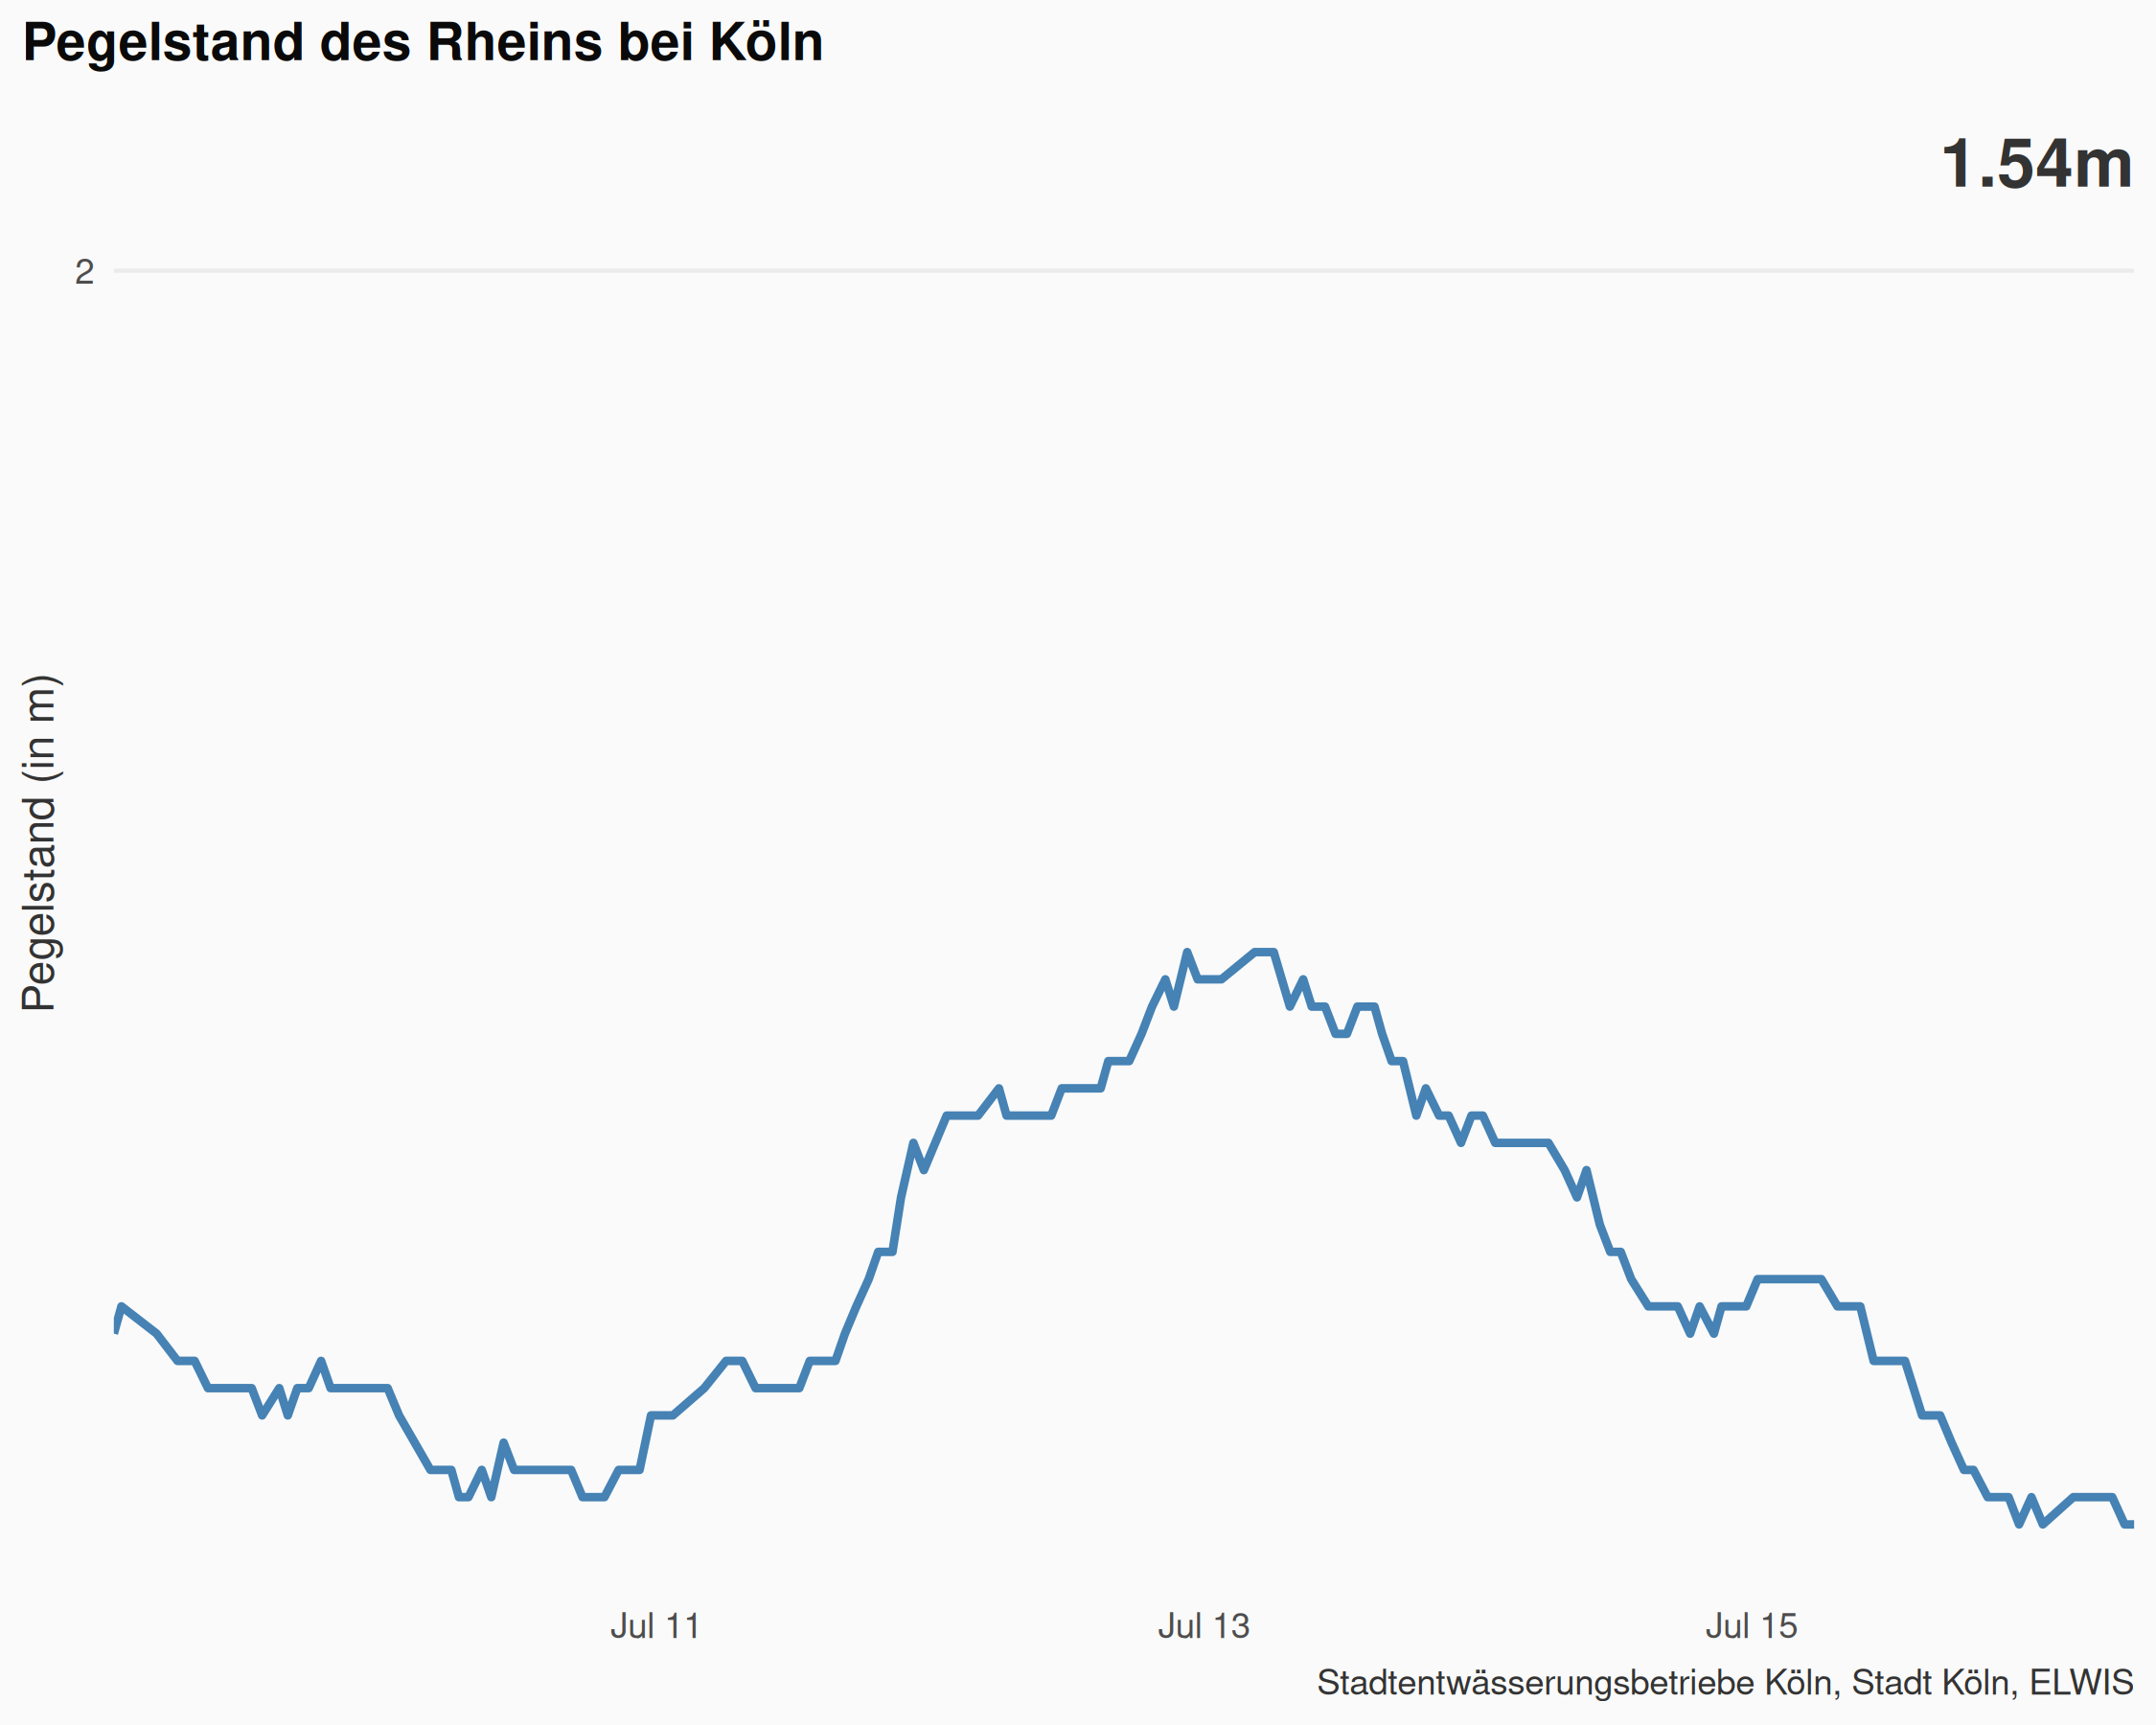 Pegelstand des Rheins bei Köln
1.54m
2
Pegelstand (in m)
Jul 11
Jul 13
Jul 15
Stadtentwässerungsbetriebe Köln, Stadt Köln, ELWIS